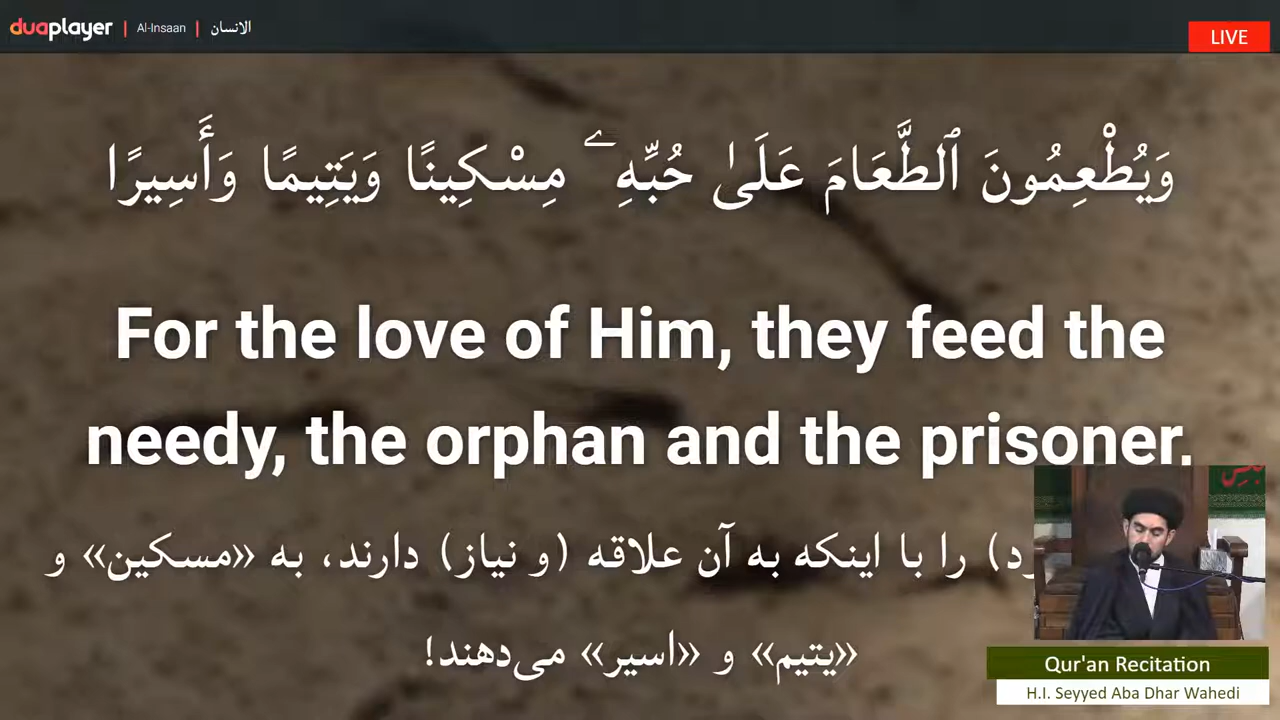 duaplayer | Al-Insaan | الانسان
LIVE
وَيُطْعِمُونَ ٱلطَّعَامَ عَلَىٰ حُبِّهِۦ مِسْكِينًا وَيَتِيمًا وَأَسِيرًا
For the love of Him, they feed the
needy, the orphan and the prisoner.
را با اینکه به آن علاقه (و نیاز) دارند، به «مسکین» و
«یتیم» و «اسیر» می‌دهند!
Qur'an Recitation
H.I. Seyyed Aba Dhar Wahedi